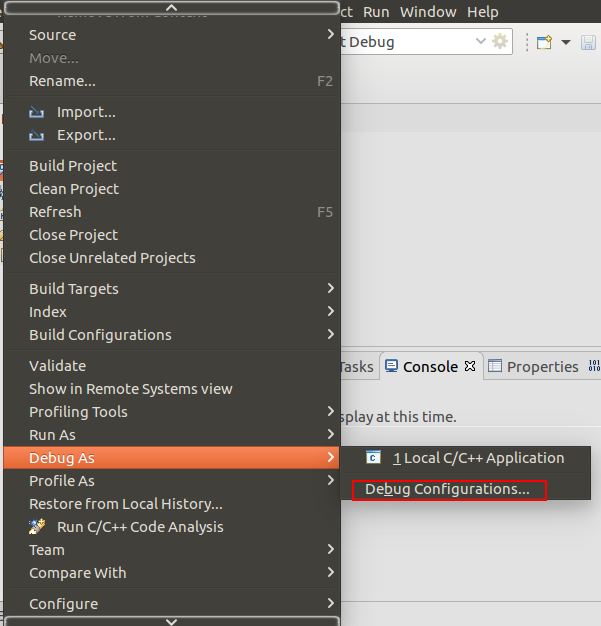 ct Run Window Help
Source
t Debug
Move...
Rename... F2
Import...
Export...
Build Project
Clean Project
Refresh F5
Close Project
Close Unrelated Projects
Build Targets
Index
Build Configurations
Validate
Tasks Console Properties
Show in Remote Systems view
Profiling Tools
splay at this time.
Run As
Debug As
1 Local C/C++ Application
Profile As
Debug Configurations...
Restore from Local History...
Run C/C++ Code Analysis
Team
Compare With
Configure